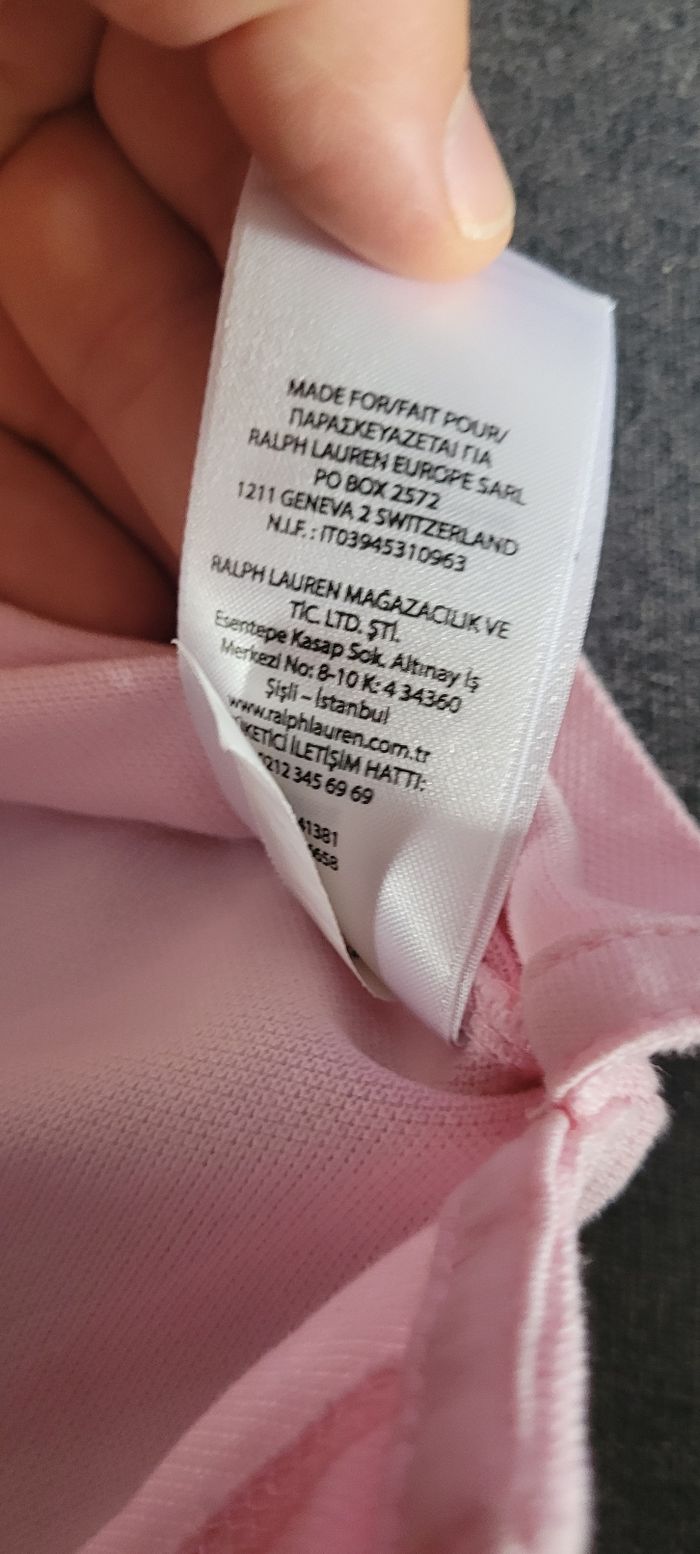 MADE FOR/FAIT POUR/
ΠΑΡΑΣΚΕΥΑΖΕΤΑΙ ΓΙΑ
RALPH LAUREN EUROPE SARL
PO BOX 2572
1211 GENEVA 2 SWITZERLAND
N.I.F. : IT03945310963
RALPH LAUREN MAĞAZACILIK VE
TİC. LTD. ŞTİ.
Esentepe Kasap Sok. Altınay İş
Merkezi No: 8-10 K: 4 34360
Şişli – İstanbul
www.ralphlauren.com.tr
İLETİŞİM HATTI:
0212 345 69 69
41381